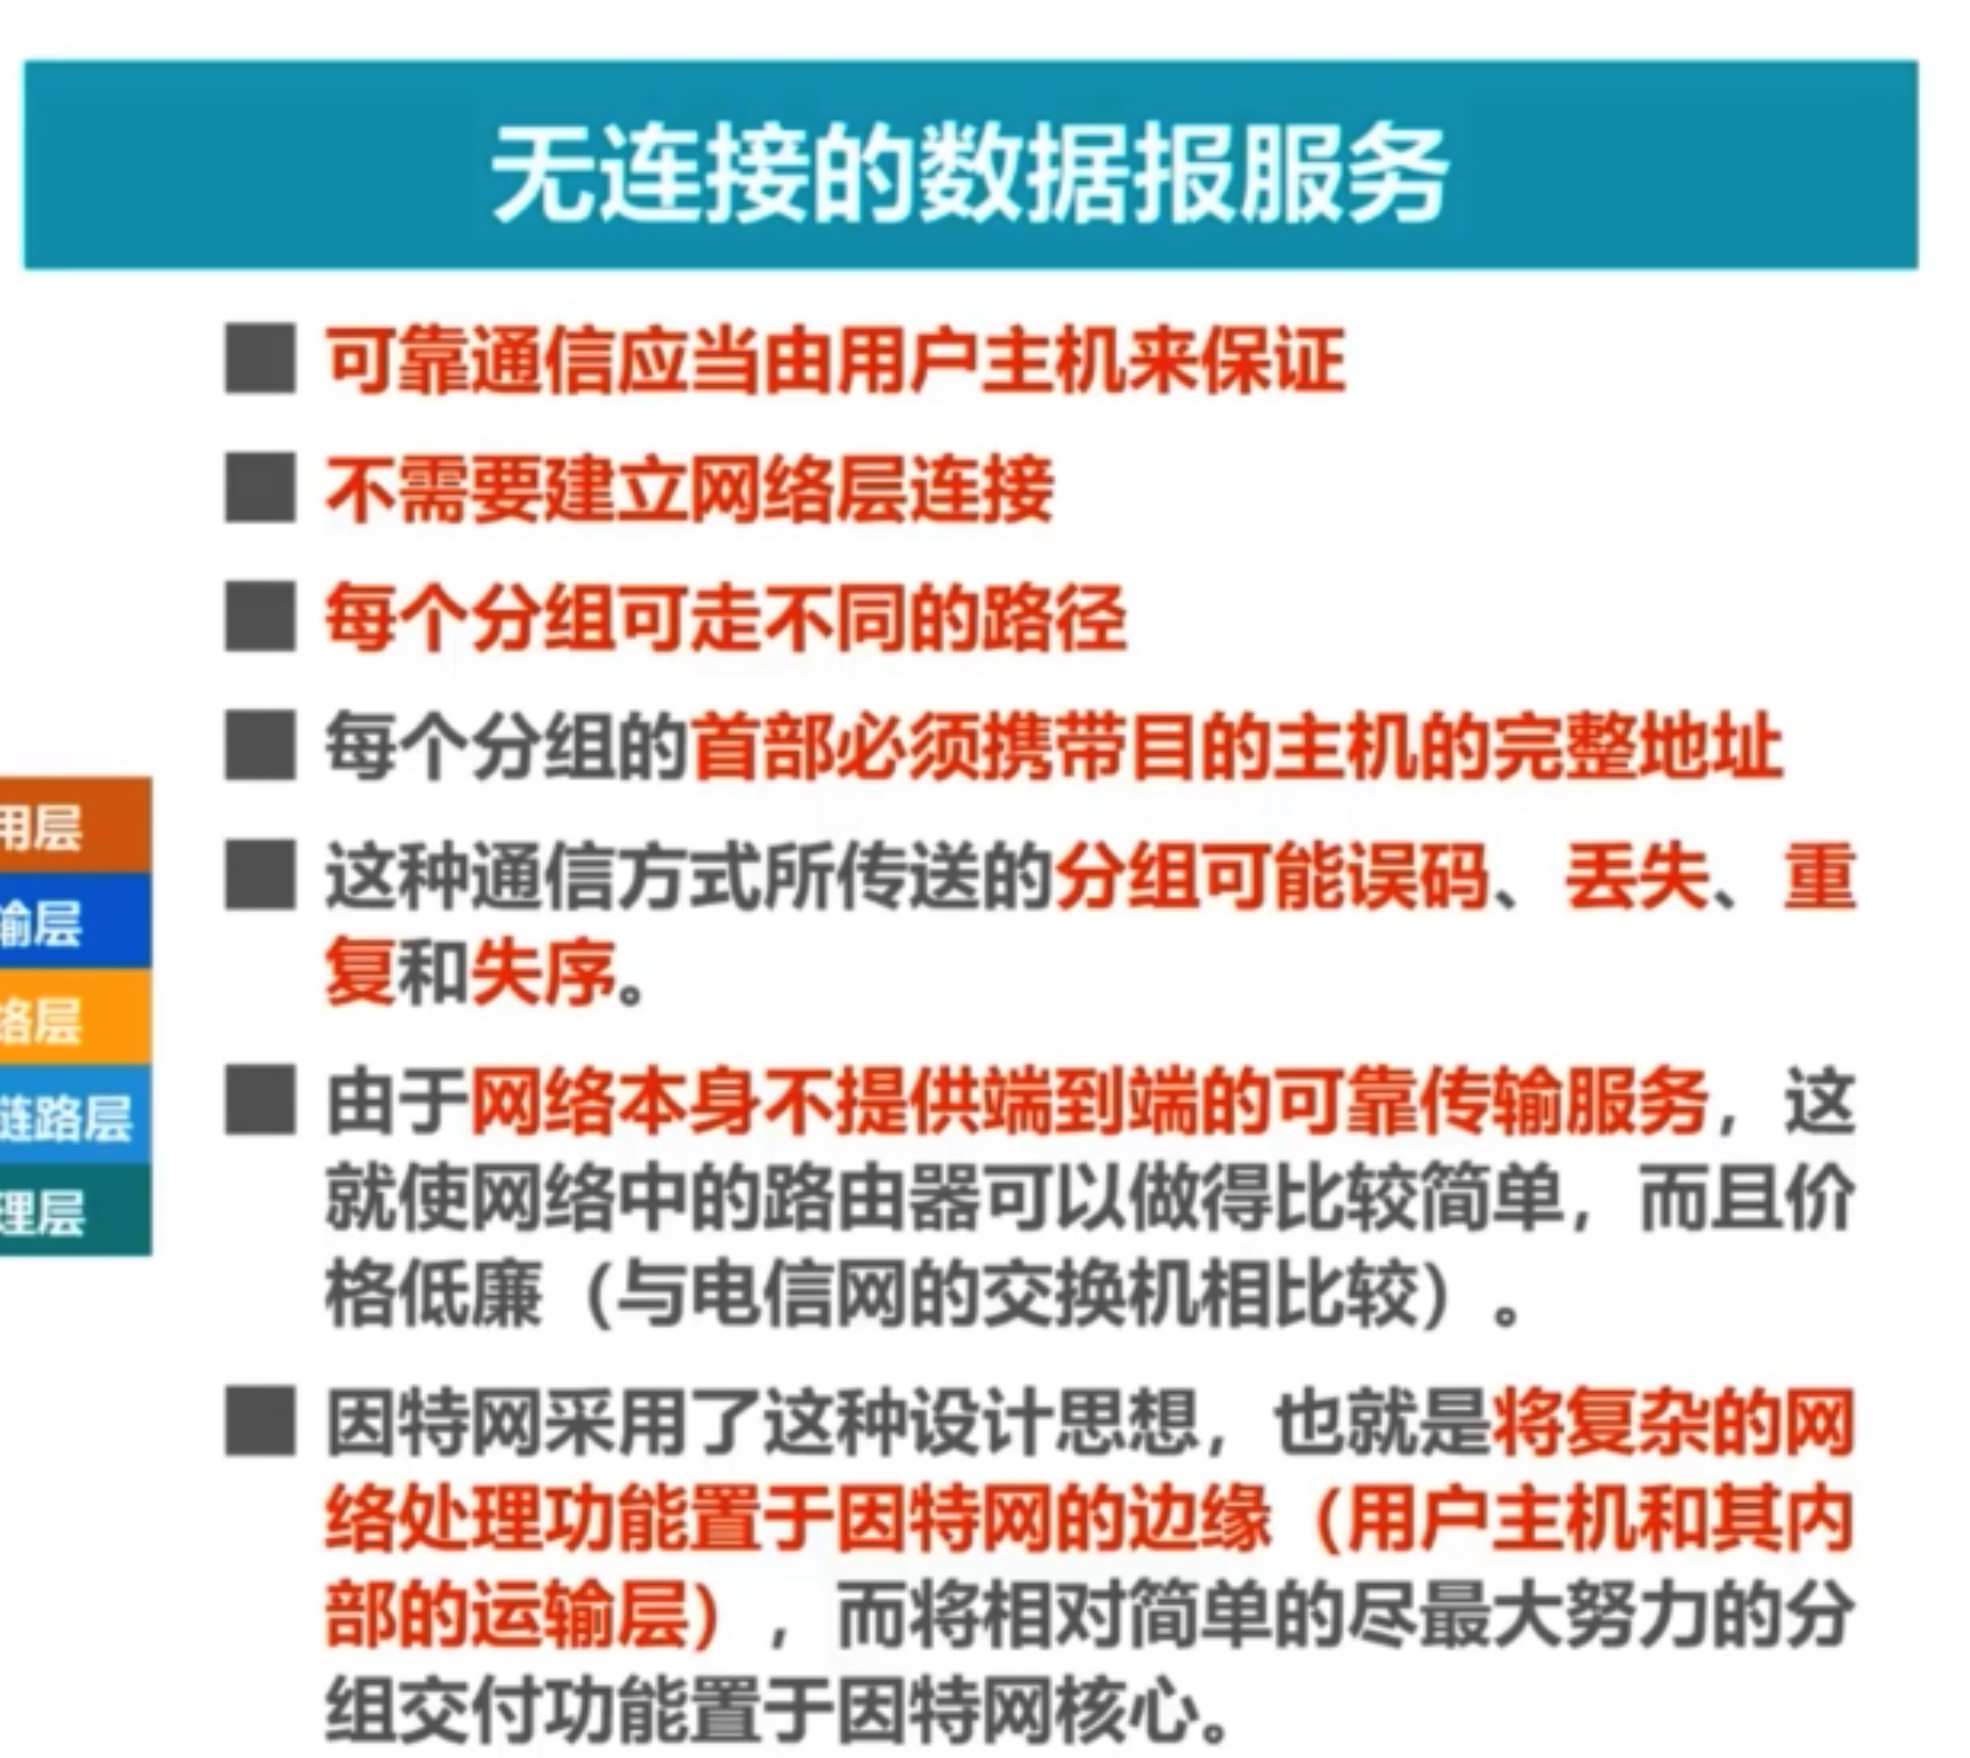 无连接的数据报服务
可靠通信应当由用户主机来保证
不需要建立网络层连接
每个分组可走不同的路径
每个分组的首部必须携带目的主机的完整地址
这种通信方式所传送的分组可能误码、丢失、重
复和失序。
由于网络本身不提供端到端的可靠传输服务，这
就使网络中的路由器可以做得比较简单，而且价
格低廉（与电信网的交换机相比较）。
因特网采用了这种设计思想，也就是将复杂的网
络处理功能置于因特网的边缘（用户主机和其内
部的运输层），而将相对简单的尽最大努力的分
组交付功能置于因特网核心。
用层
输层
络层
链路层
理层